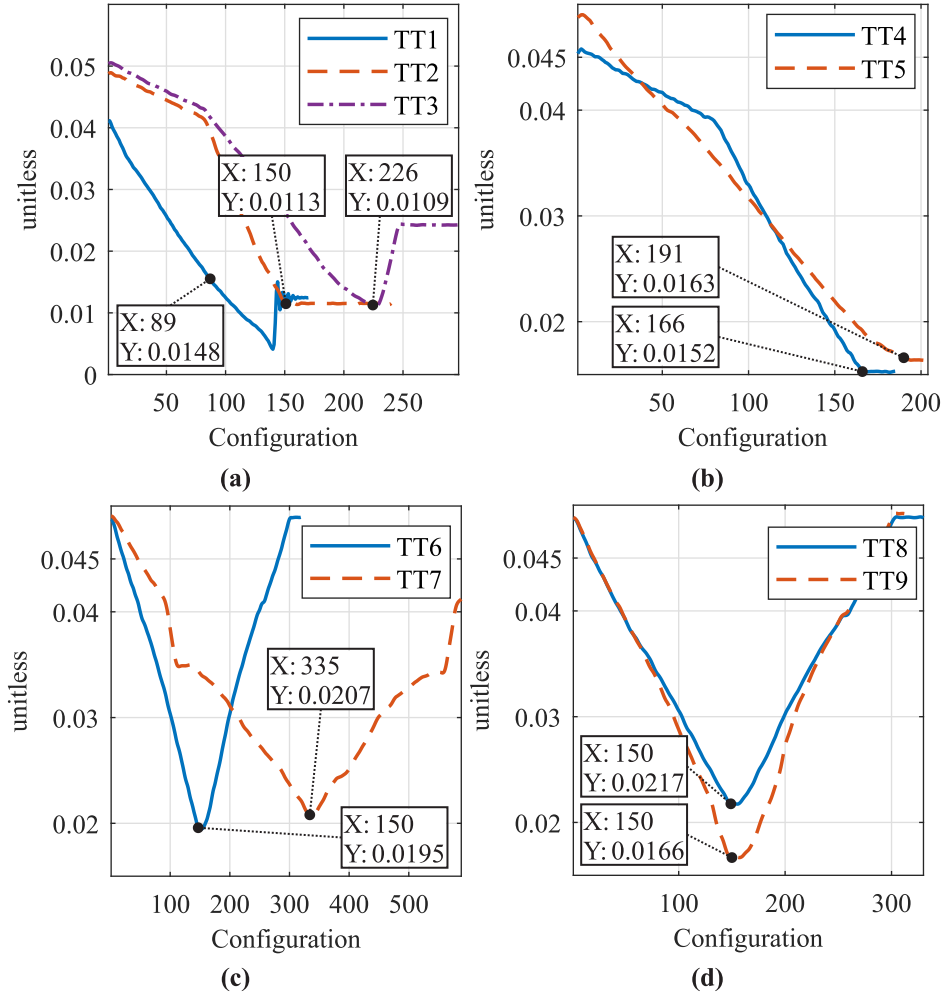 TT1
TT2
TT3
0.05
0.04
0.03
0.02
0.01
0
unitless
X: 150
Y: 0.0113
X: 226
Y: 0.0109
X: 89
Y: 0.0148
50 100 150 200 250
Configuration
(a)
TT4
TT5
0.045
0.04
0.03
0.02
unitless
X: 191
Y: 0.0163
X: 166
Y: 0.0152
50 100 150 200
Configuration
(b)
TT6
TT7
0.045
0.04
0.03
0.02
unitless
X: 335
Y: 0.0207
X: 150
Y: 0.0195
100 200 300 400 500
Configuration
(c)
TT8
TT9
0.045
0.04
0.03
0.02
unitless
X: 150
Y: 0.0217
X: 150
Y: 0.0166
100 200 300
Configuration
(d)